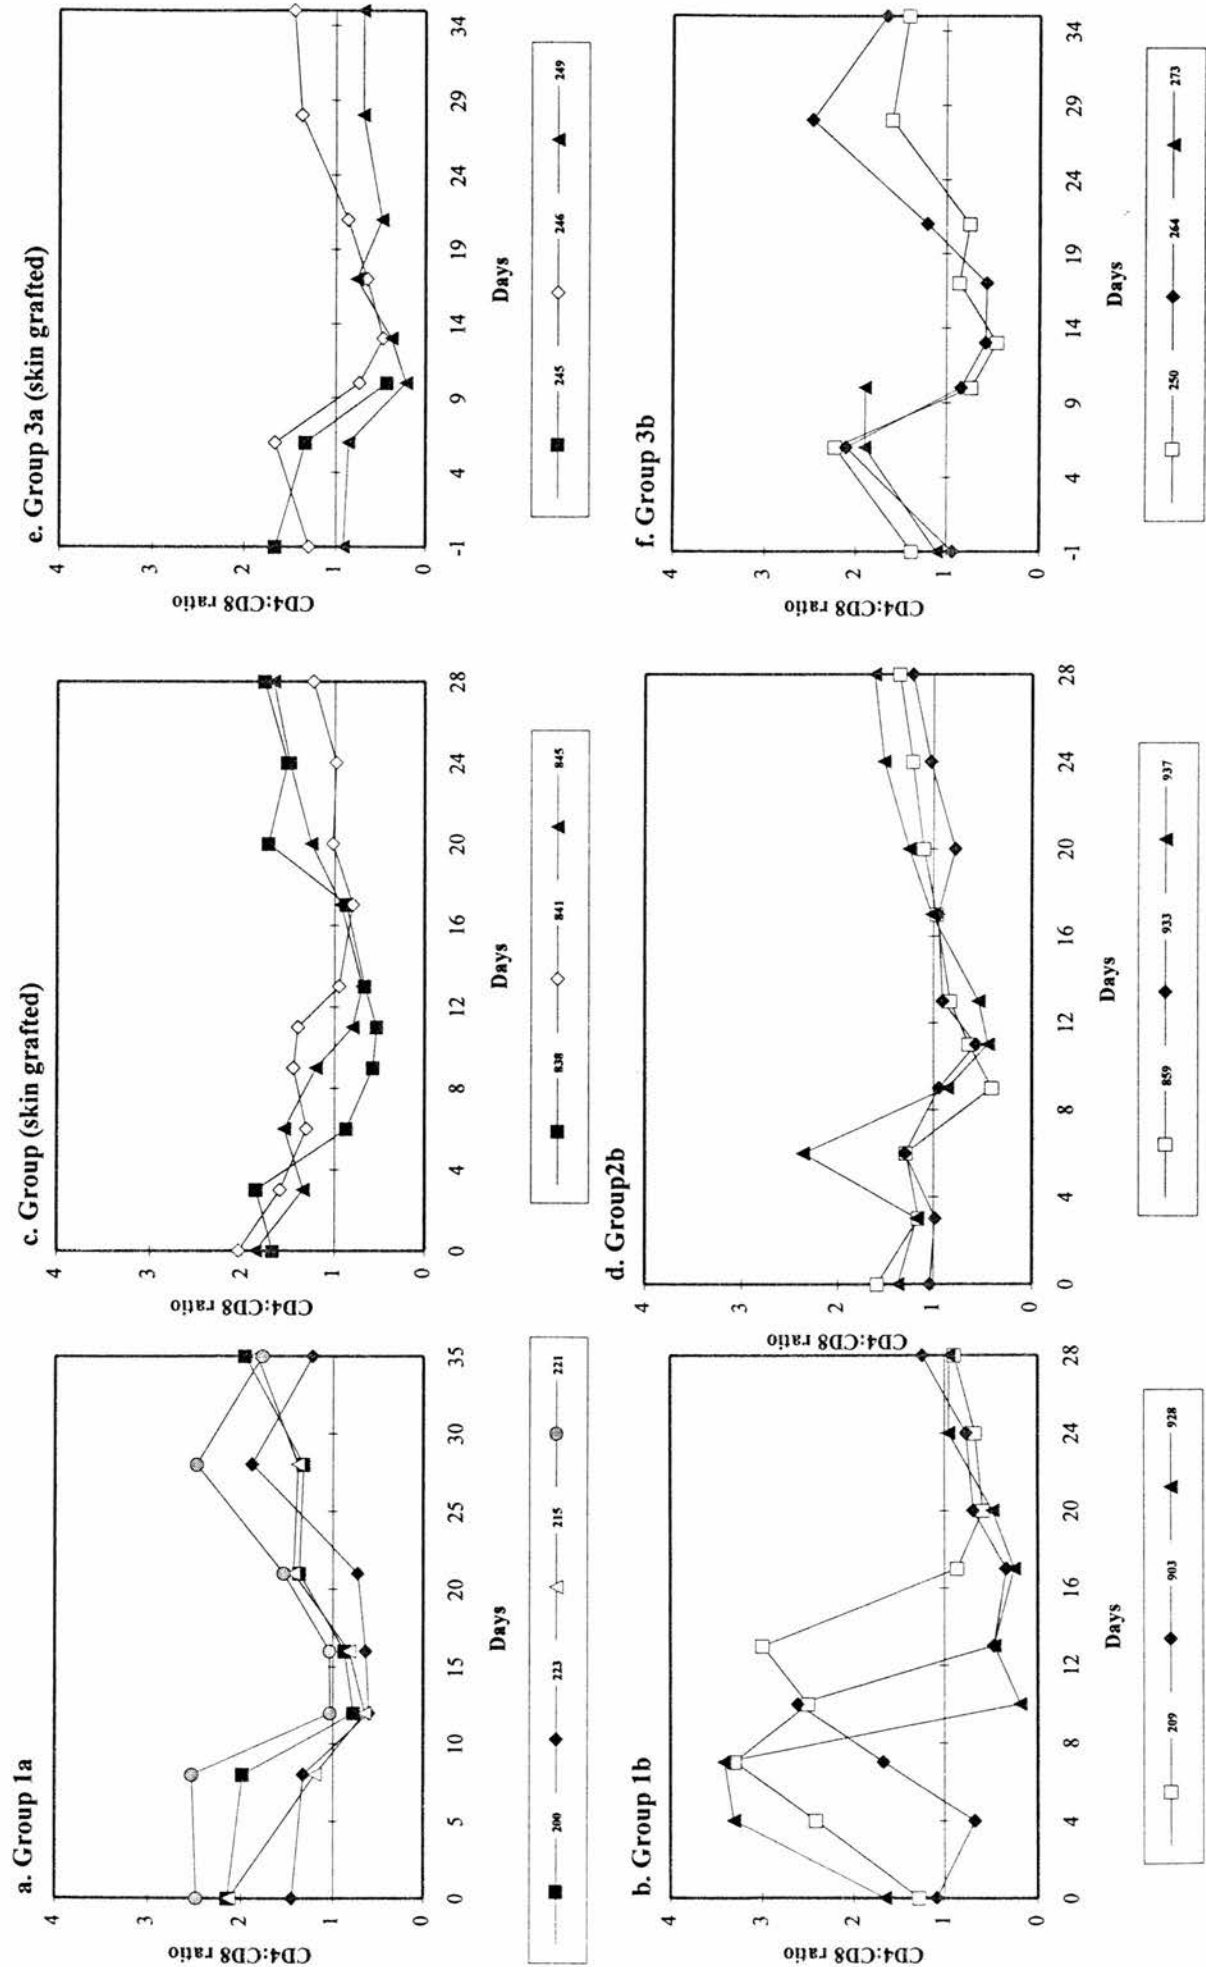 a. Group 1a
CD4:CD8 ratio
4
3
2
1
0
0 5 10 15 20 25 30 35
Days
200 223 215 221
b. Group 1b
CD4:CD8 ratio
4
3
2
1
0
0 4 8 12 16 20 24 28
Days
209 903 928
c. Group (skin grafted)
CD4:CD8 ratio
4
3
2
1
0
0 4 8 12 16 20 24 28
Days
838 841 845
d. Group2b
CD4:CD8 ratio
4
3
2
1
0
0 4 8 12 16 20 24 28
Days
859 933 937
e. Group 3a (skin grafted)
CD4:CD8 ratio
4
3
2
1
0
-1 4 9 14 19 24 29 34
Days
245 246 249
f. Group 3b
CD4:CD8 ratio
4
3
2
1
0
-1 4 9 14 19 24 29 34
Days
250 264 273